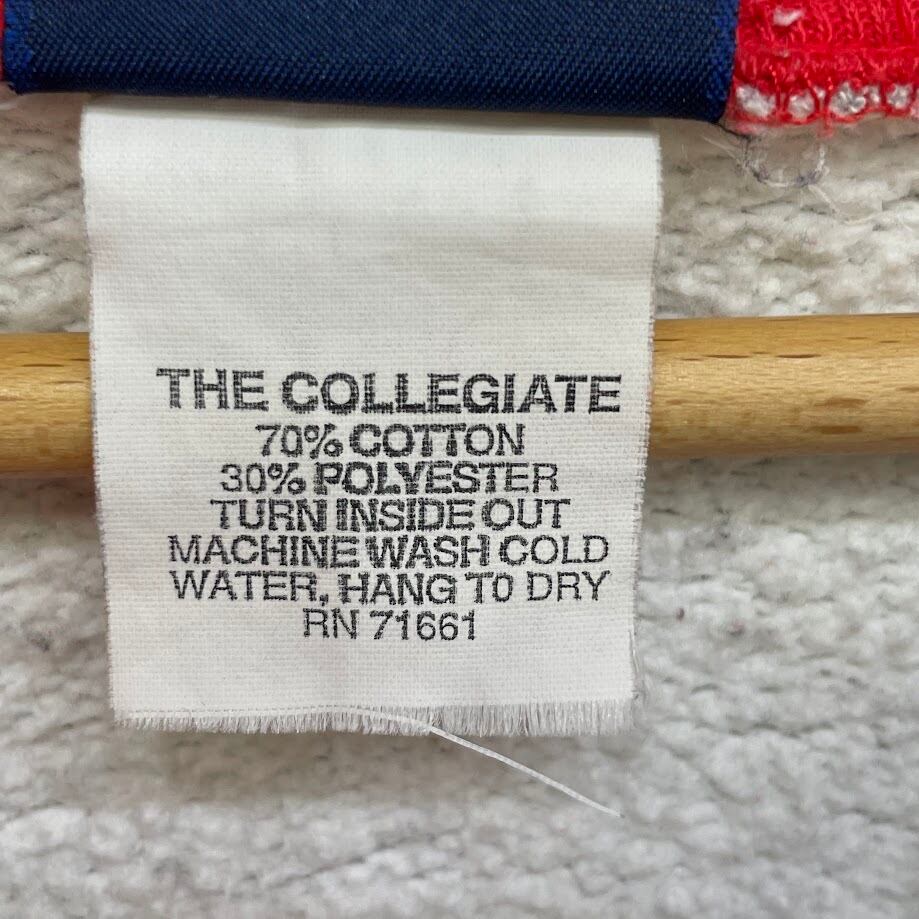 THE COLLEGIATE
70% COTTON
30% POLYESTER
TURN INSIDE OUT
MACHINE WASH COLD
WATER, HANG TO DRY
RN 71661